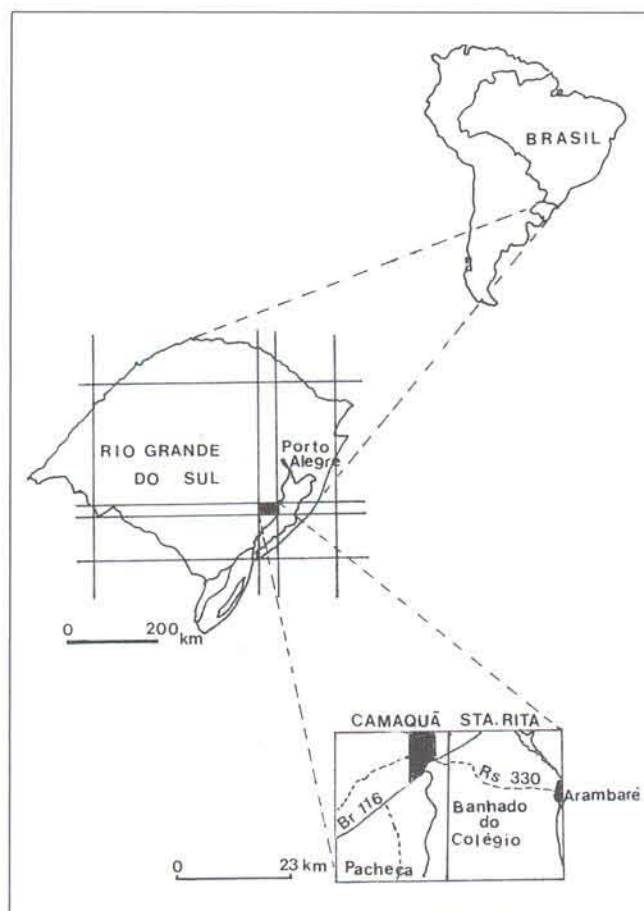 BRASIL
RIO GRANDE
DO SUL
Porto
Alegre
0 200 km
CAMAQUÃ STA. RITA
Rs 330
Br 116
Arambaré
Banhado
do
Colégio
Pacheca
0 23 km